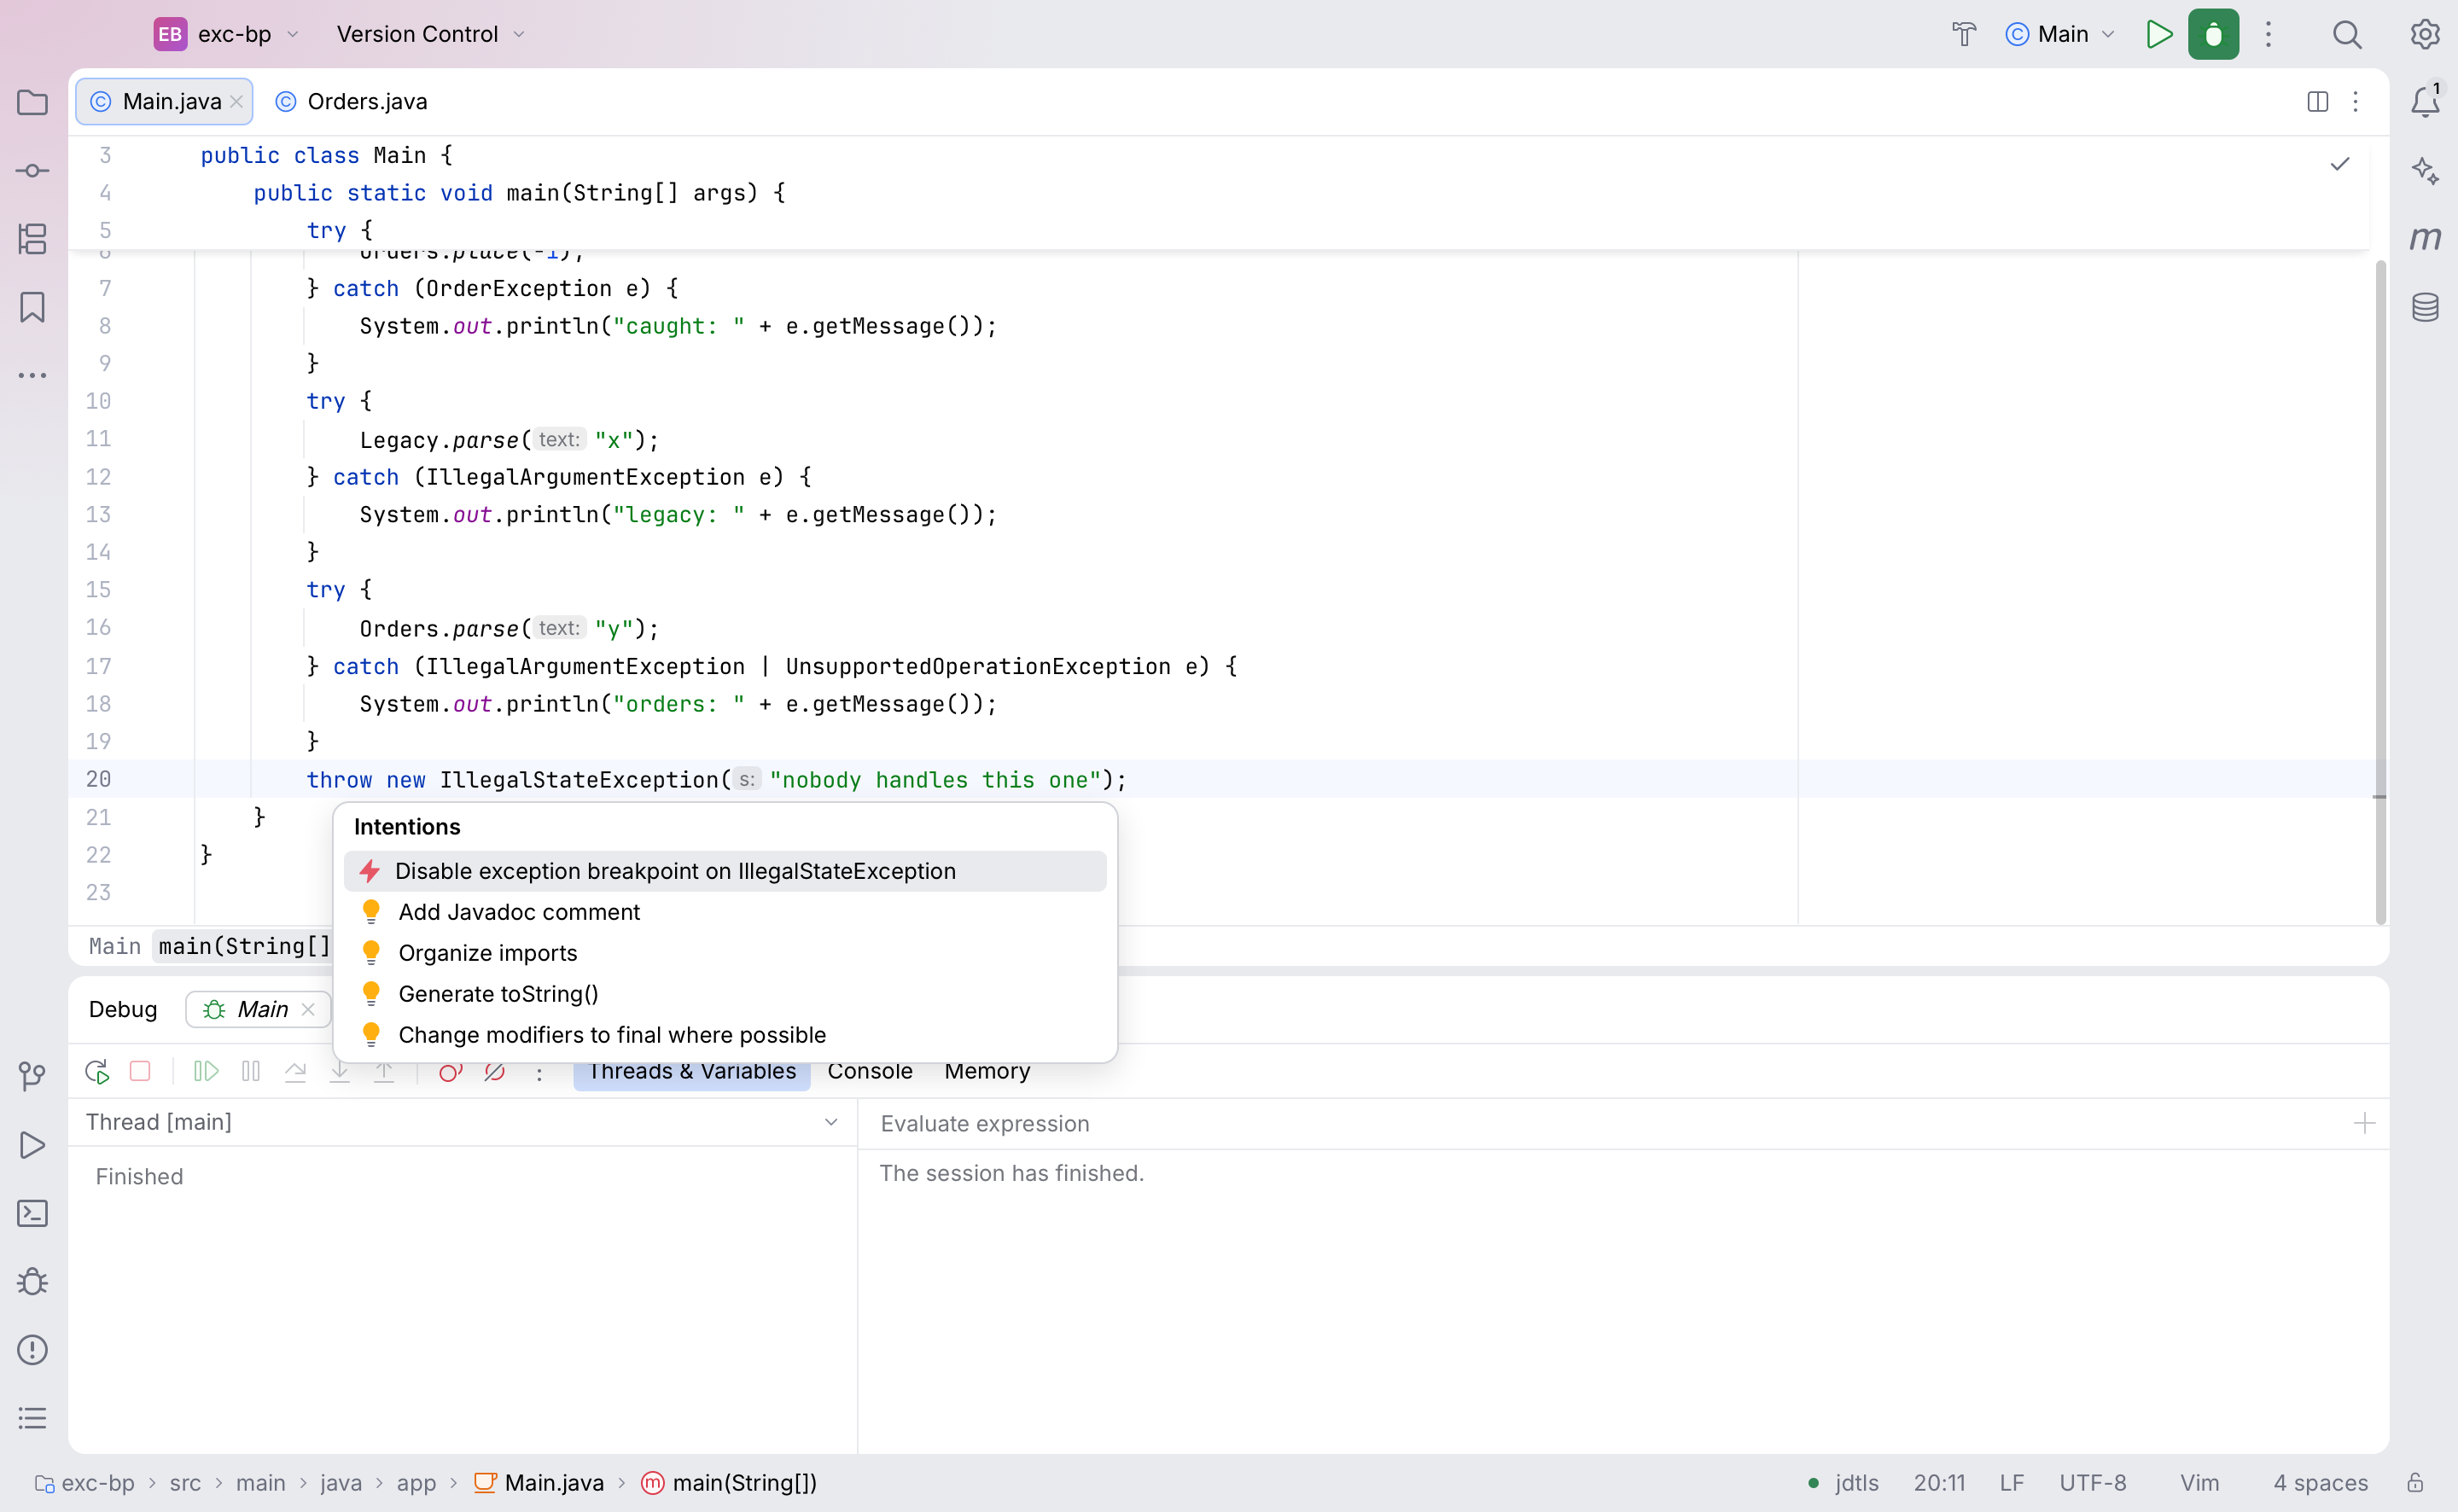 EB exc-bp Version Control Main
Main.java Orders.java 1
3 public class Main {
4 public static void main(String[] args) {
5 try {
6 Orders.place(-1);
7 } catch (OrderException e) {
8 System.out.println("caught: " + e.getMessage());
9 }
10 try {
11 Legacy.parse( text: "x");
12 } catch (IllegalArgumentException e) {
13 System.out.println("legacy: " + e.getMessage());
14 }
15 try {
16 Orders.parse( text: "y");
17 } catch (IllegalArgumentException | UnsupportedOperationException e) {
18 System.out.println("orders: " + e.getMessage());
19 }
20 throw new IllegalStateException( s: "nobody handles this one");
21 }
22 }
23
Intentions
Disable exception breakpoint on IllegalStateException
Add Javadoc comment
Organize imports
Generate toString()
Change modifiers to final where possible
Main main(String[]
Debug Main
Threads & Variables Console Memory
Thread [main]
Evaluate expression
Finished
The session has finished.
exc-bp src main java app Main.java main(String[]) jdtls 20:11 LF UTF-8 Vim 4 spaces